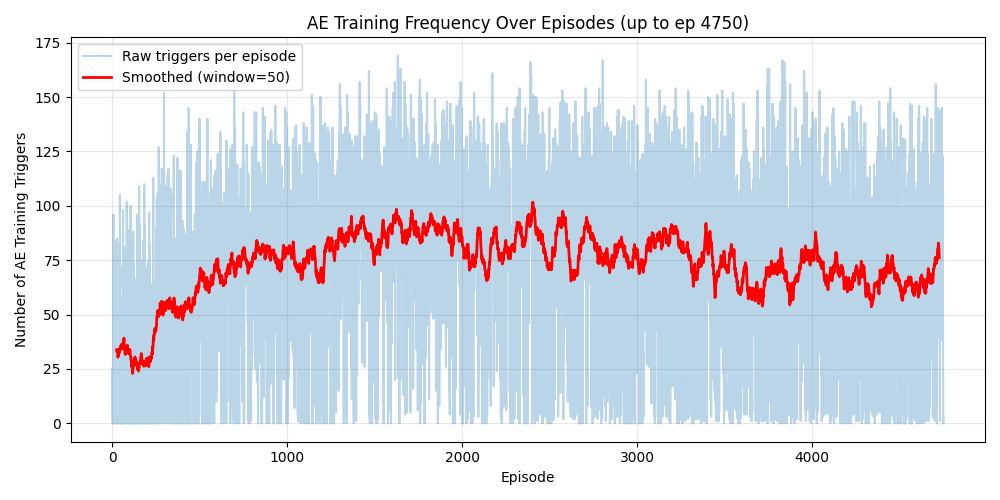 AE Training Frequency Over Episodes (up to ep 4750)
Raw triggers per episode
Smoothed (window=50)
Number of AE Training Triggers
175
150
125
100
75
50
25
0
0 1000 2000 3000 4000
Episode